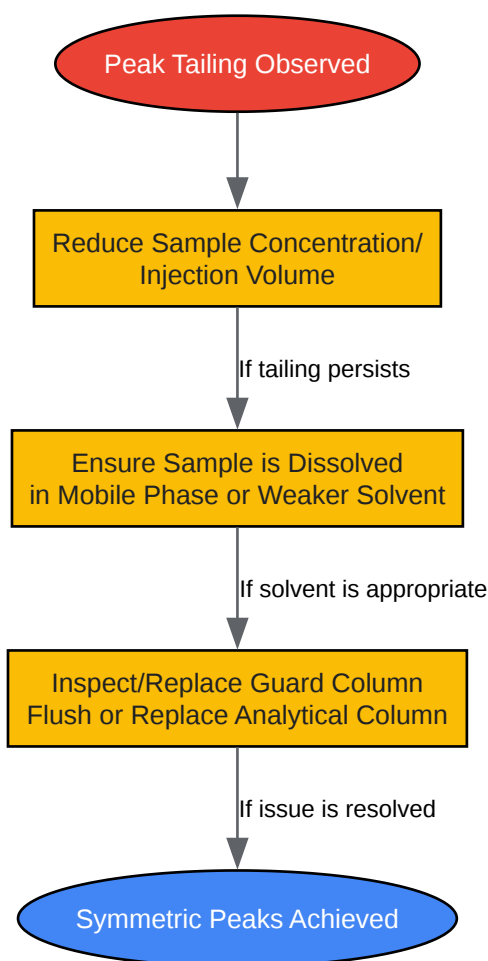 Peak Tailing Observed
Reduce Sample Concentration/
Injection Volume
If tailing persists
Ensure Sample is Dissolved
in Mobile Phase or Weaker Solvent
If solvent is appropriate
Inspect/Replace Guard Column
Flush or Replace Analytical Column
If issue is resolved
Symmetric Peaks Achieved